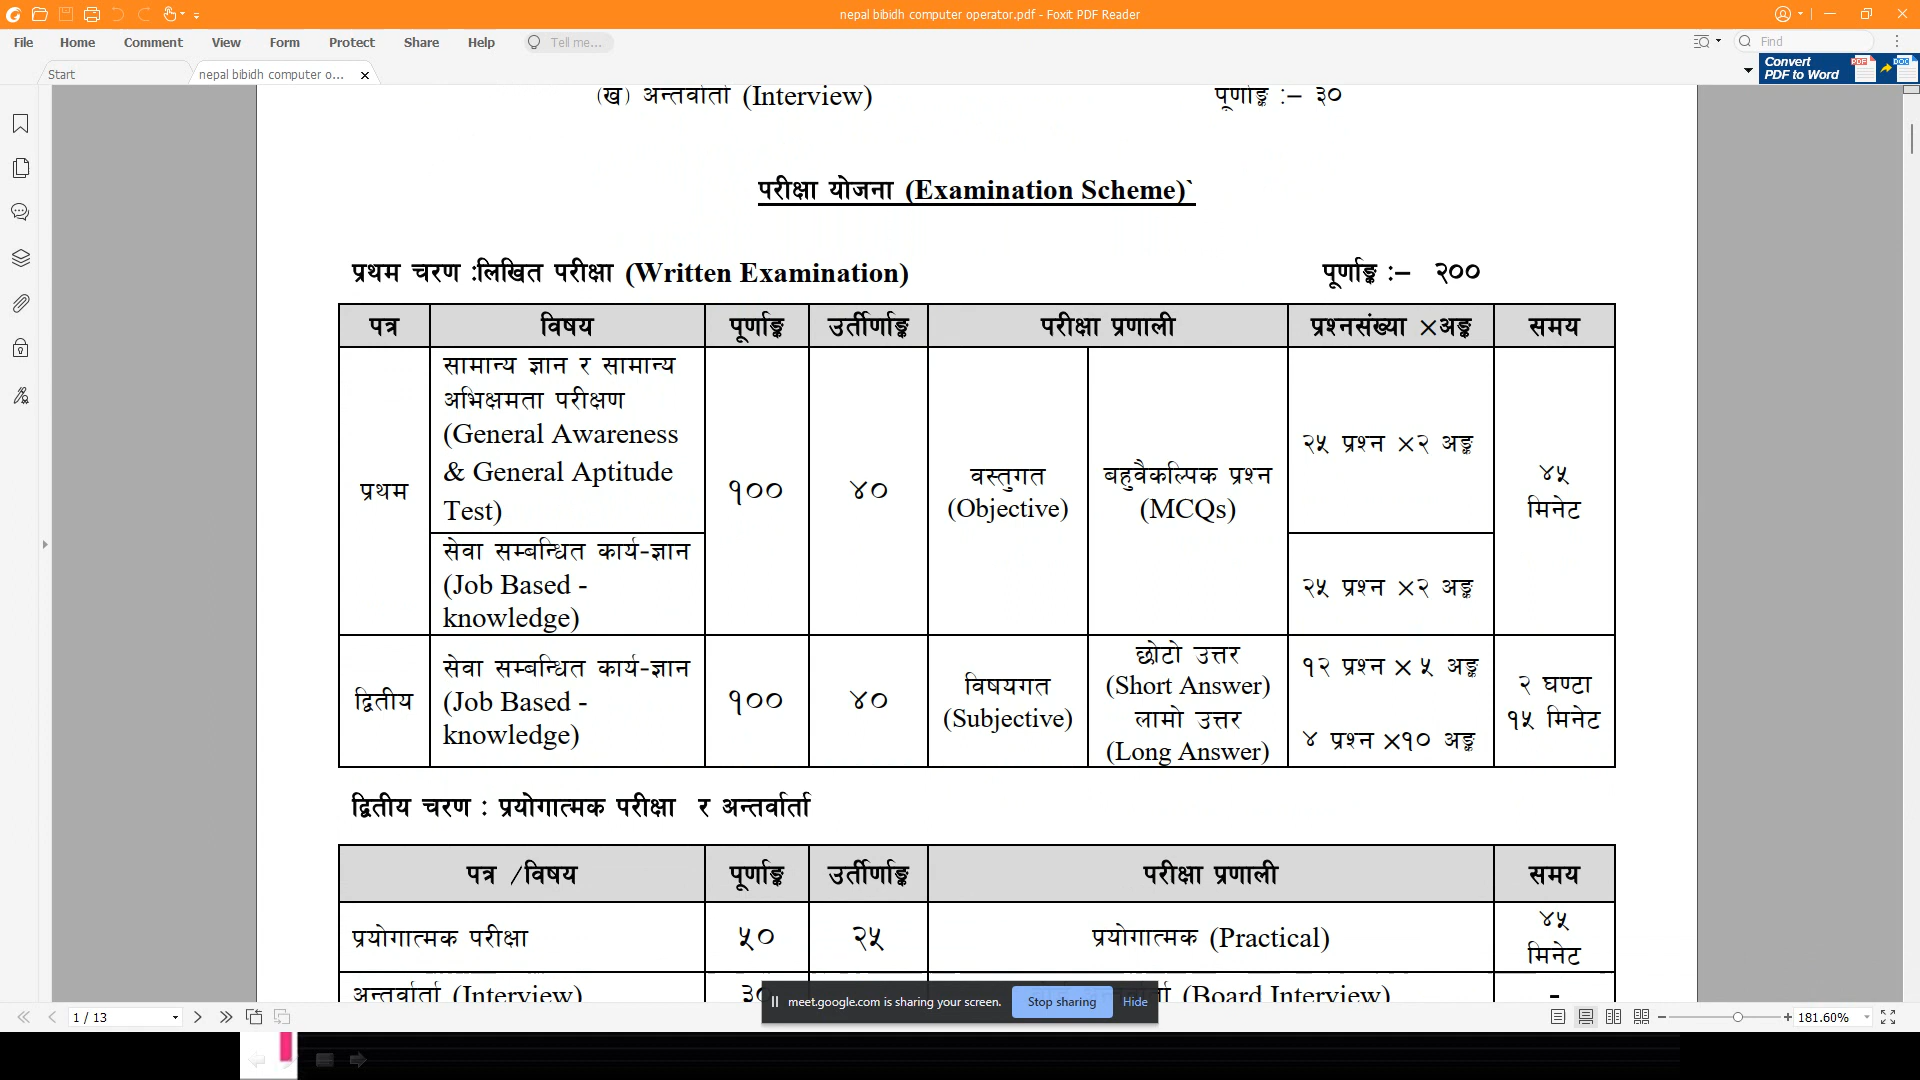 nepal bibidh computer operator.pdf - Foxit PDF Reader
File Home Comment View Form Protect Share Help Tell me... Find
Start nepal bibidh computer o... Convert PDF to Word
(ख) अन्तर्वार्ता (Interview) पूर्णाङ्क :– ३०
परीक्षा योजना (Examination Scheme)`
प्रथम चरण :लिखित परीक्षा (Written Examination) पूर्णाङ्क :– २००
पत्र विषय पूर्णाङ्क उर्तीर्णाङ्क परीक्षा प्रणाली प्रश्नसंख्या ×अङ्क समय
सामान्य ज्ञान र सामान्य
अभिक्षमता परीक्षण
(General Awareness
& General Aptitude
Test)
प्रथम १०० ४० वस्तुगत
(Objective)
बहुवैकल्पिक प्रश्न
(MCQs)
२५ प्रश्न ×२ अङ्क
४५
मिनेट
सेवा सम्बन्धित कार्य-ज्ञान
(Job Based -
knowledge)
२५ प्रश्न ×२ अङ्क
द्वितीय
सेवा सम्बन्धित कार्य-ज्ञान
(Job Based -
knowledge)
१०० ४० विषयगत
(Subjective)
छोटो उत्तर
(Short Answer)
लामो उत्तर
(Long Answer)
१२ प्रश्न × ५ अङ्क
४ प्रश्न ×१० अङ्क
२ घण्टा
१५ मिनेट
द्वितीय चरण : प्रयोगात्मक परीक्षा र अन्तर्वार्ता
पत्र /विषय पूर्णाङ्क उर्तीर्णाङ्क परीक्षा प्रणाली समय
प्रयोगात्मक परीक्षा ५० २५ प्रयोगात्मक (Practical) ४५
मिनेट
अन्तर्वार्ता (Interview) ३० (Board Interview) -
meet.google.com is sharing your screen. Stop sharing Hide
1 / 13 181.60%